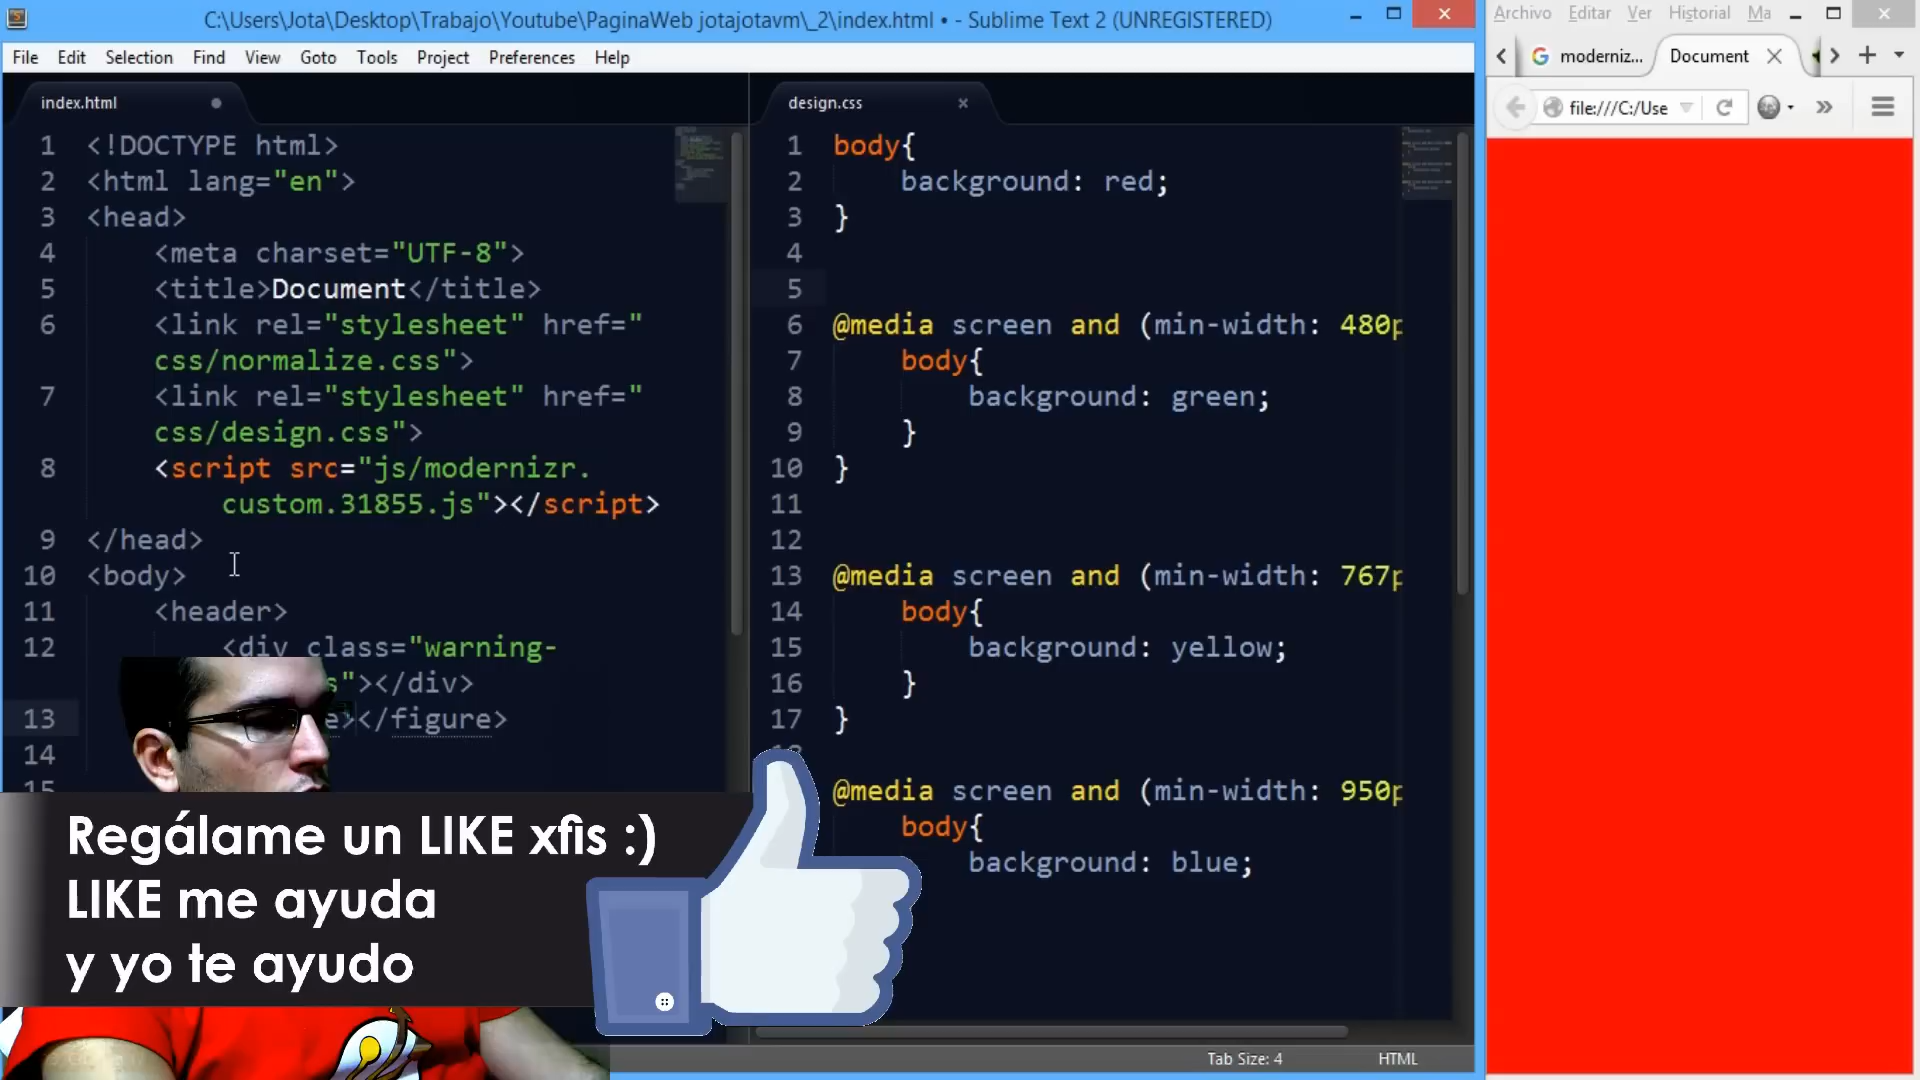 C:\Users\Jota\Desktop\Trabajo\Youtube\PaginaWeb jotajotavm\_2\index.html • - Sublime Text 2 (UNREGISTERED)
File Edit Selection Find View Goto Tools Project Preferences Help
index.html
1 <!DOCTYPE html>
2 <html lang="en">
3 <head>
4 <meta charset="UTF-8">
5 <title>Document</title>
6 <link rel="stylesheet" href="
css/normalize.css">
7 <link rel="stylesheet" href="
css/design.css">
8 <script src="js/modernizr.
custom.31855.js"></script>
9 </head>
10 <body>
11 <header>
12 <div class="warning-
s"></div>
13 e></figure>
14
15
design.css
1 body{
2 background: red;
3 }
4
5
6 @media screen and (min-width: 480p
7 body{
8 background: green;
9 }
10 }
11
12
13 @media screen and (min-width: 767p
14 body{
15 background: yellow;
16 }
17 }
18
@media screen and (min-width: 950p
body{
background: blue;
Regálame un LIKE xfis :)
LIKE me ayuda
y yo te ayudo
Tab Size: 4 HTML
Archivo Editar Ver Historial Ma
moderniz... Document
file:///C:/Use